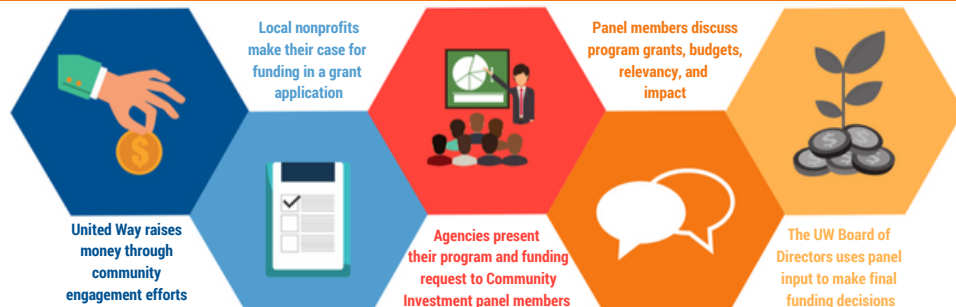 United Way raises
money through
community
engagement efforts
Local nonprofits
make their case for
funding in a grant
application
Agencies present
their program and funding
request to Community
Investment panel members
Panel members discuss
program grants, budgets,
relevancy, and
impact
The UW Board of
Directors uses panel
input to make final
funding decisions